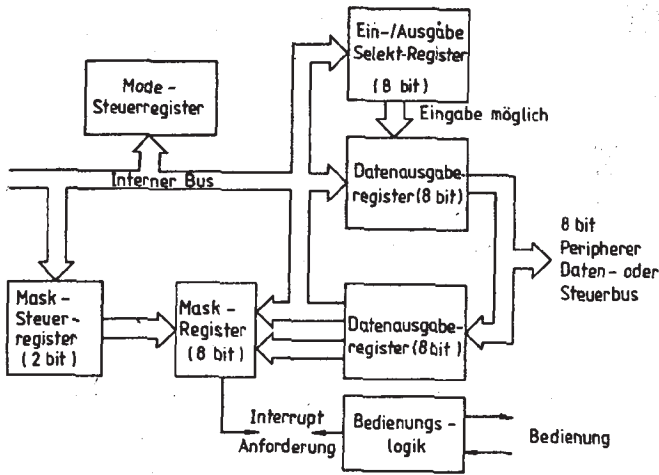 Ein-/Ausgabe
Selekt-Register
(8 bit)
Mode-
Steuerregister
Eingabe möglich
Interner Bus
Datenausgabe
register (8 bit)
8 bit
Peripherer
Daten- oder
Steuerbus
Mask-
Steuer-
register
(2 bit)
Mask-
Register
(8 bit)
Datenausgabe-
register (8 bit)
Interrupt
Anforderung
Bedienungs-
logik
Bedienung